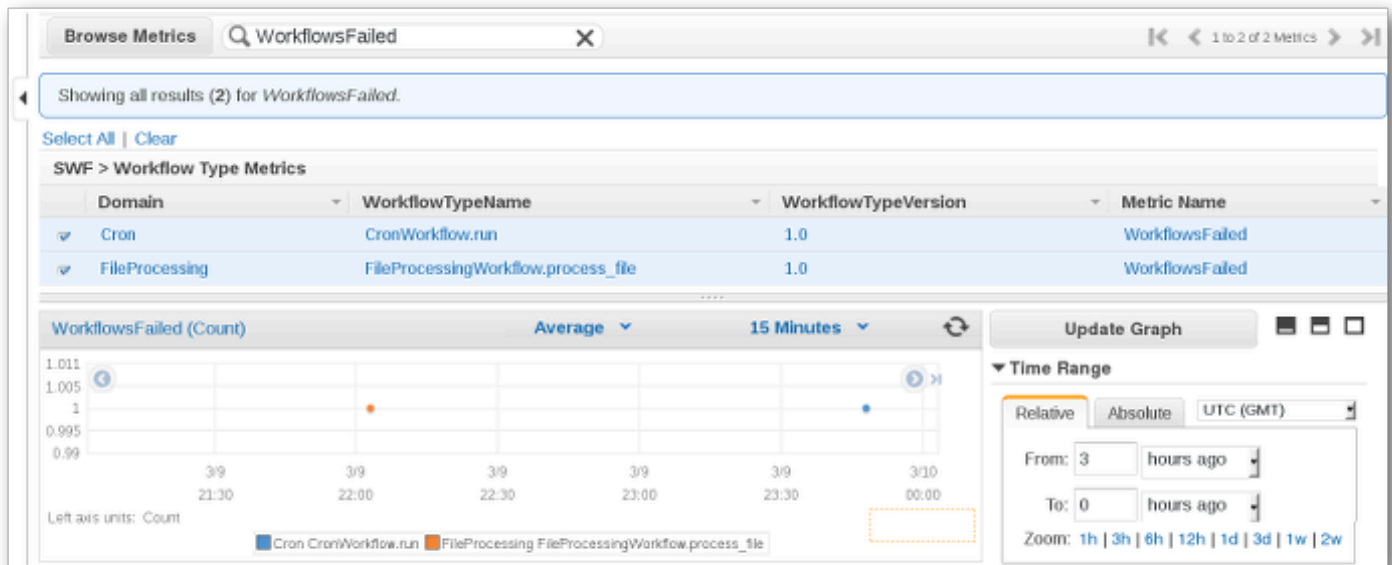 Browse Metrics WorkflowsFailed 1 to 2 of 2 Metrics
Showing all results (2) for WorkflowsFailed.
Select All | Clear
SWF > Workflow Type Metrics
Domain WorkflowTypeName WorkflowTypeVersion Metric Name
Cron CronWorkflow.run 1.0 WorkflowsFailed
FileProcessing FileProcessingWorkflow.process_file 1.0 WorkflowsFailed
WorkflowsFailed (Count) Average 15 Minutes Update Graph
Time Range
1.011
1.005
1
0.995
0.99
3/9 3/9 3/9 3/9 3/9 3/10
21:30 22:00 22:30 23:00 23:30 00:00
Left axis units: Count
Cron CronWorkflow.run FileProcessing FileProcessingWorkflow.process_file
Relative Absolute UTC (GMT)
From: 3 hours ago
To: 0 hours ago
Zoom: 1h | 3h | 6h | 12h | 1d | 3d | 1w | 2w